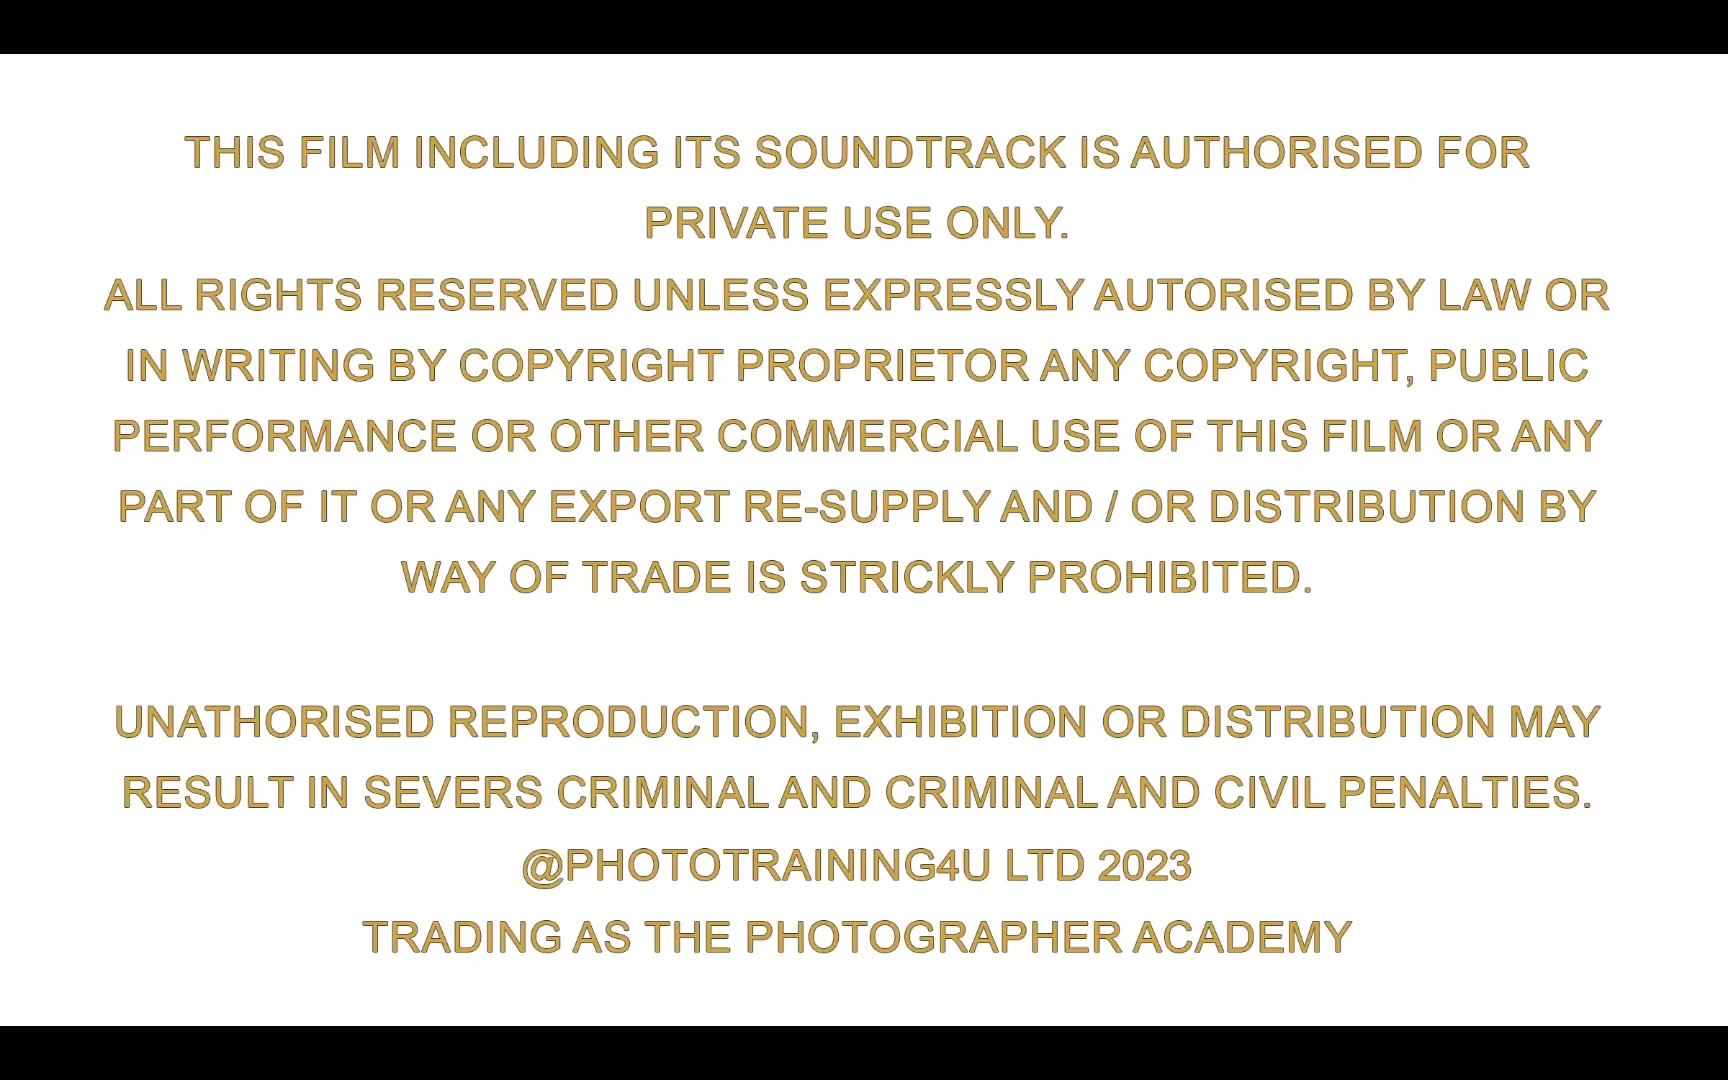 THIS FILM INCLUDING ITS SOUNDTRACK IS AUTHORISED FOR
PRIVATE USE ONLY.
ALL RIGHTS RESERVED UNLESS EXPRESSLY AUTORISED BY LAW OR
IN WRITING BY COPYRIGHT PROPRIETOR ANY COPYRIGHT, PUBLIC
PERFORMANCE OR OTHER COMMERCIAL USE OF THIS FILM OR ANY
PART OF IT OR ANY EXPORT RE-SUPPLY AND / OR DISTRIBUTION BY
WAY OF TRADE IS STRICKLY PROHIBITED.
UNATHORISED REPRODUCTION, EXHIBITION OR DISTRIBUTION MAY
RESULT IN SEVERS CRIMINAL AND CRIMINAL AND CIVIL PENALTIES.
@PHOTOTRAINING4U LTD 2023
TRADING AS THE PHOTOGRAPHER ACADEMY